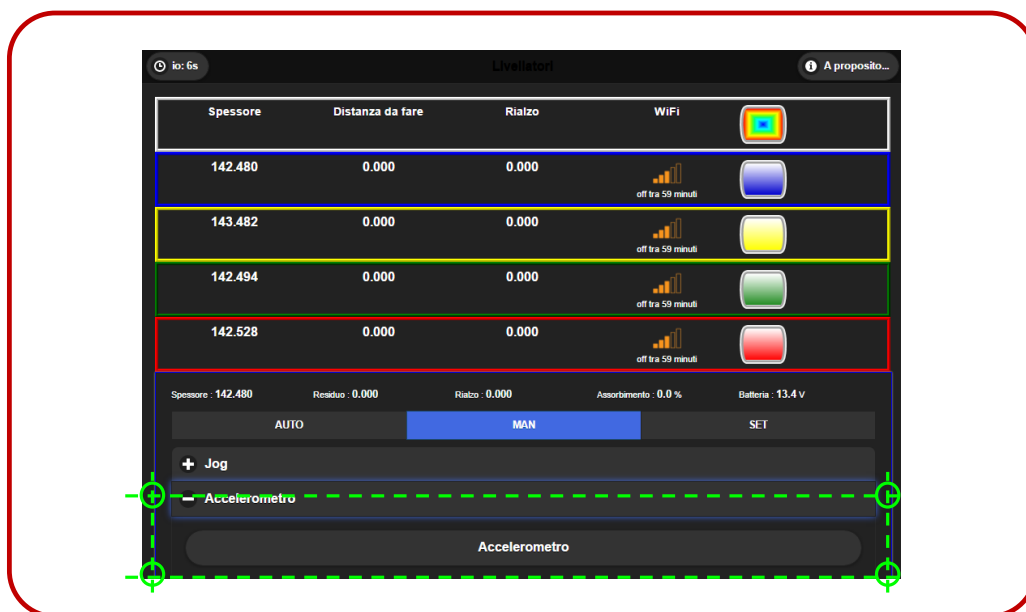 io: 6s Livellatori A proposito...
Spessore Distanza da fare Rialzo WiFi
142.480 0.000 0.000
off tra 59 minuti
143.482 0.000 0.000
off tra 59 minuti
142.494 0.000 0.000
off tra 59 minuti
142.528 0.000 0.000
off tra 59 minuti
Spessore : 142.480 Residuo : 0.000 Rialzo : 0.000 Assorbimento : 0.0 % Batteria : 13.4 V
AUTO MAN SET
Jog
Accelerometro
Accelerometro